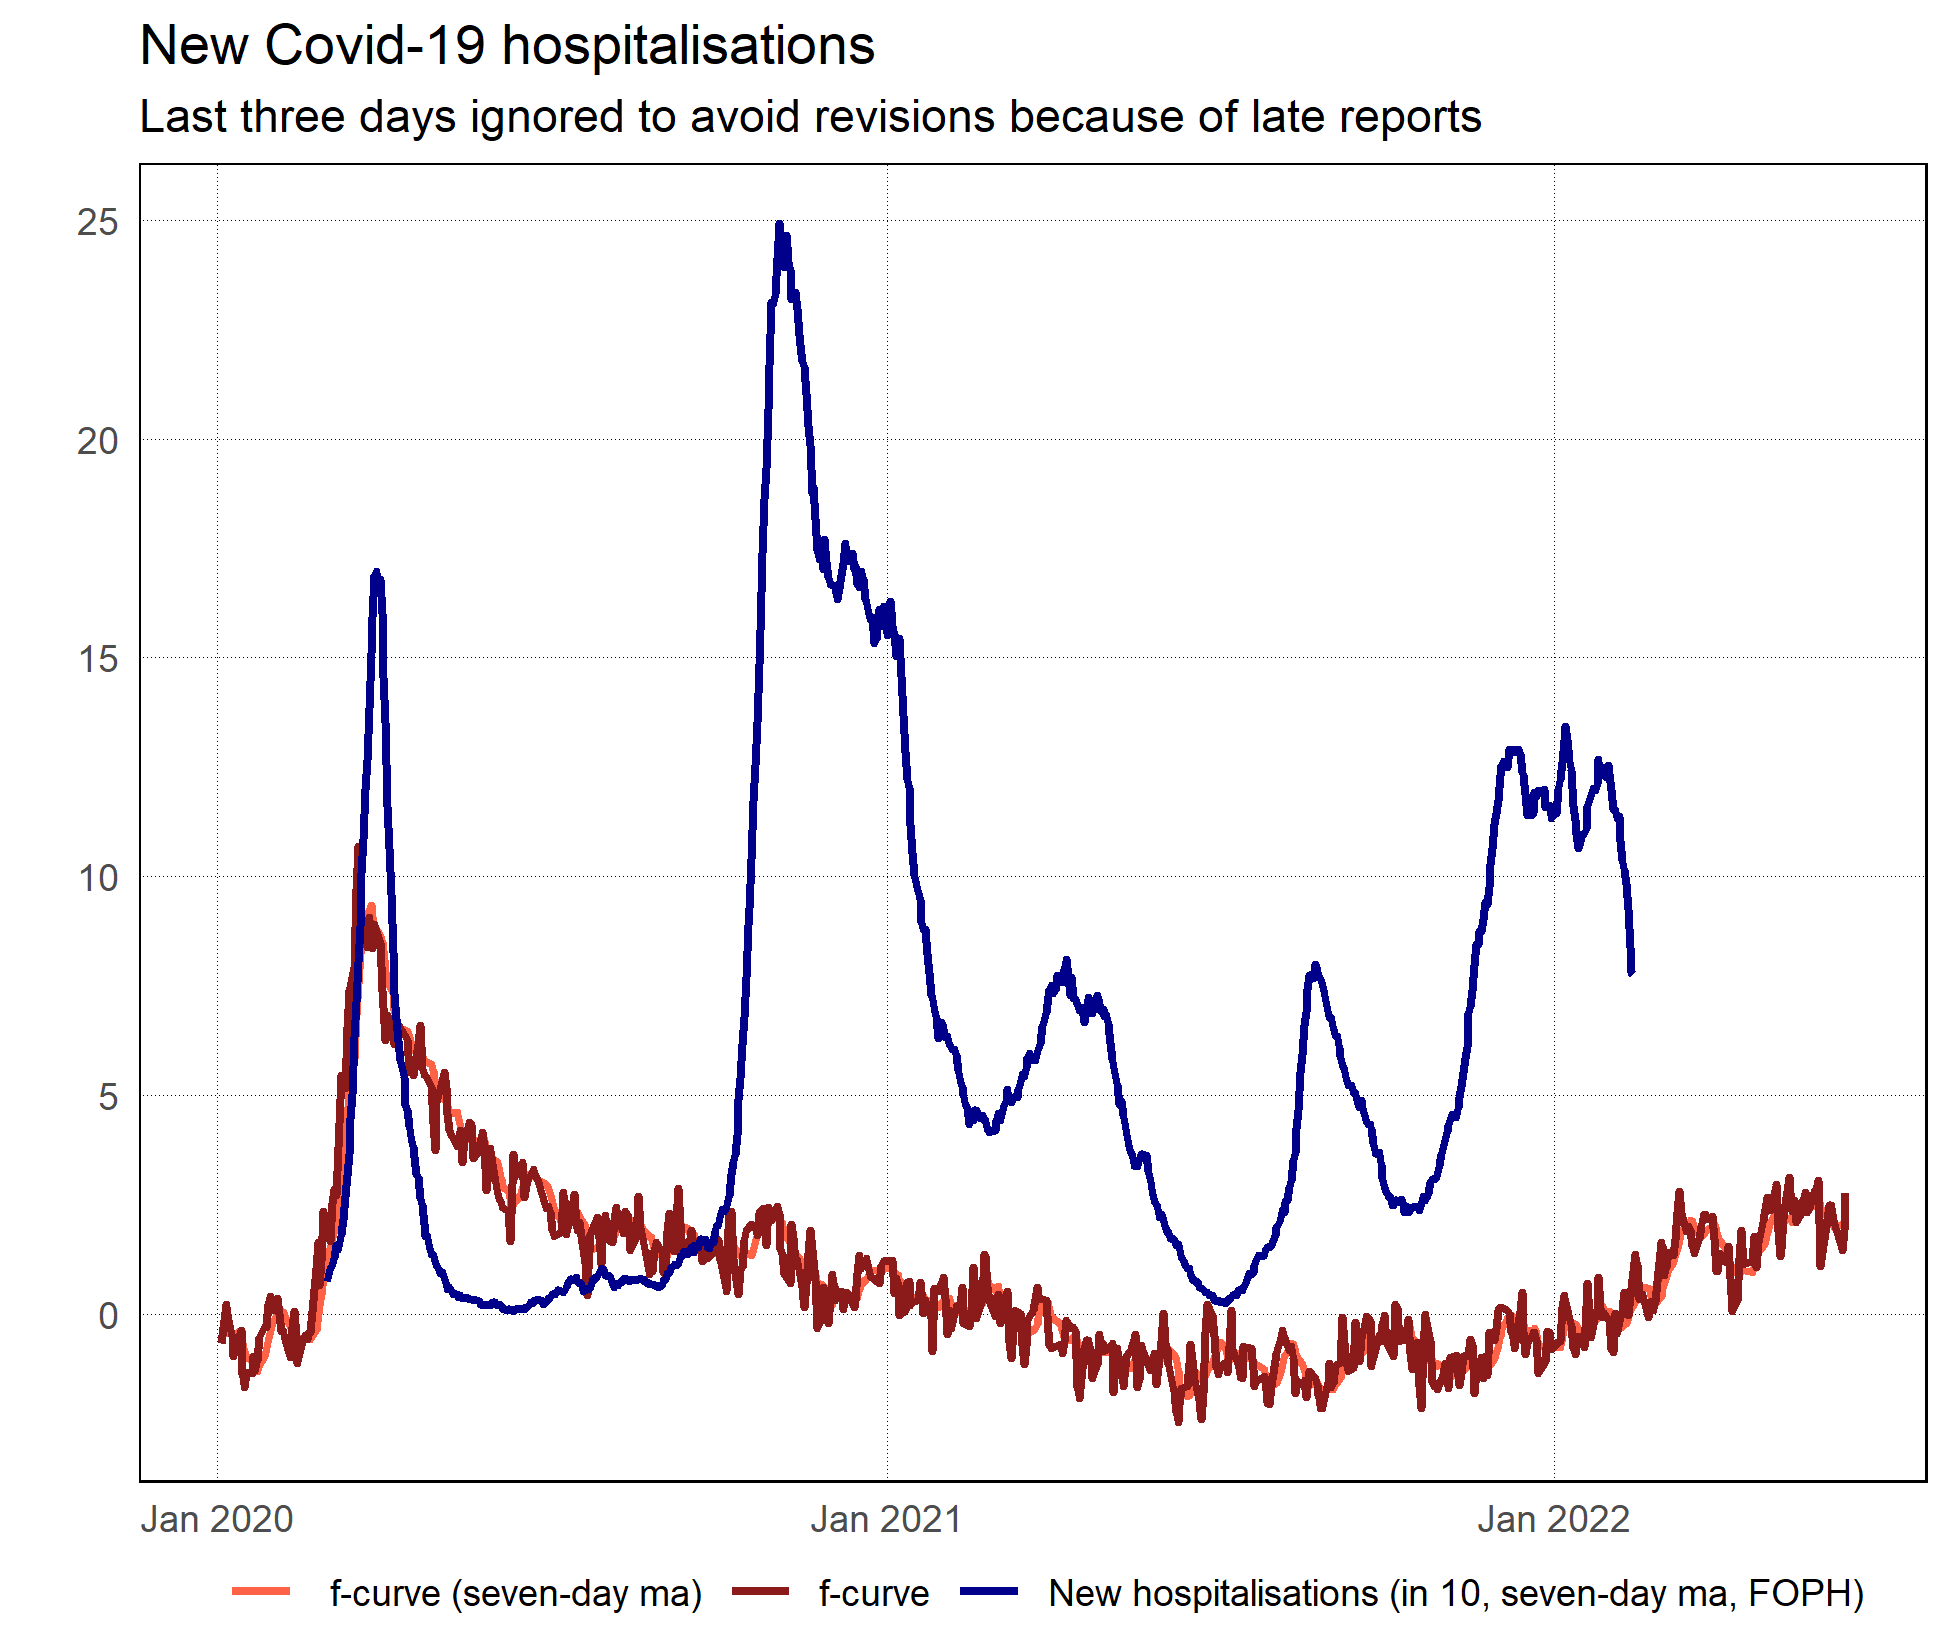 New Covid-19 hospitalisations
Last three days ignored to avoid revisions because of late reports
25
20
15
10
5
0
Jan 2020 Jan 2021 Jan 2022
f-curve (seven-day ma) f-curve New hospitalisations (in 10, seven-day ma, FOPH)